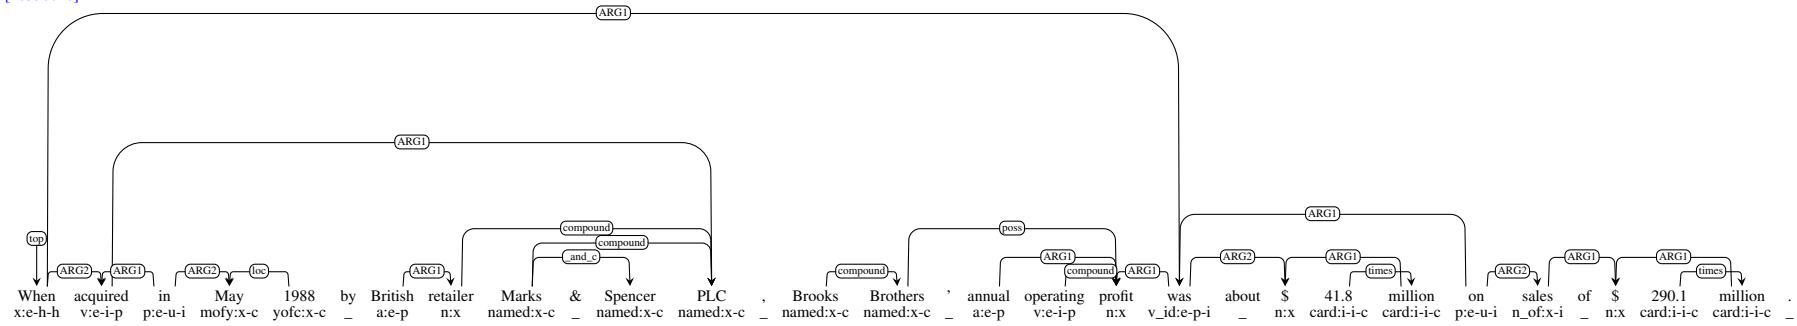 ARG1
ARG1
ARG1
compound
poss
top
compound
_and_c
ARG1
ARG1
ARG1
ARG2 ARG1 ARG2 loc ARG1 compound compound ARG1 ARG2 times ARG2 times
When acquired in May 1988 by British retailer Marks & Spencer PLC , Brooks Brothers ' annual operating profit was about $ 41.8 million on sales of $ 290.1 million .
x:e-h-h v:e-i-p p:e-u-i mofy:x-c yofc:x-c _ a:e-p n:x named:x-c _ named:x-c named:x-c _ named:x-c named:x-c _ a:e-p v:e-i-p n:x v_id:e-p-i _ n:x card:i-i-c card:i-i-c p:e-u-i n_of:x-i _ n:x card:i-i-c card:i-i-c _